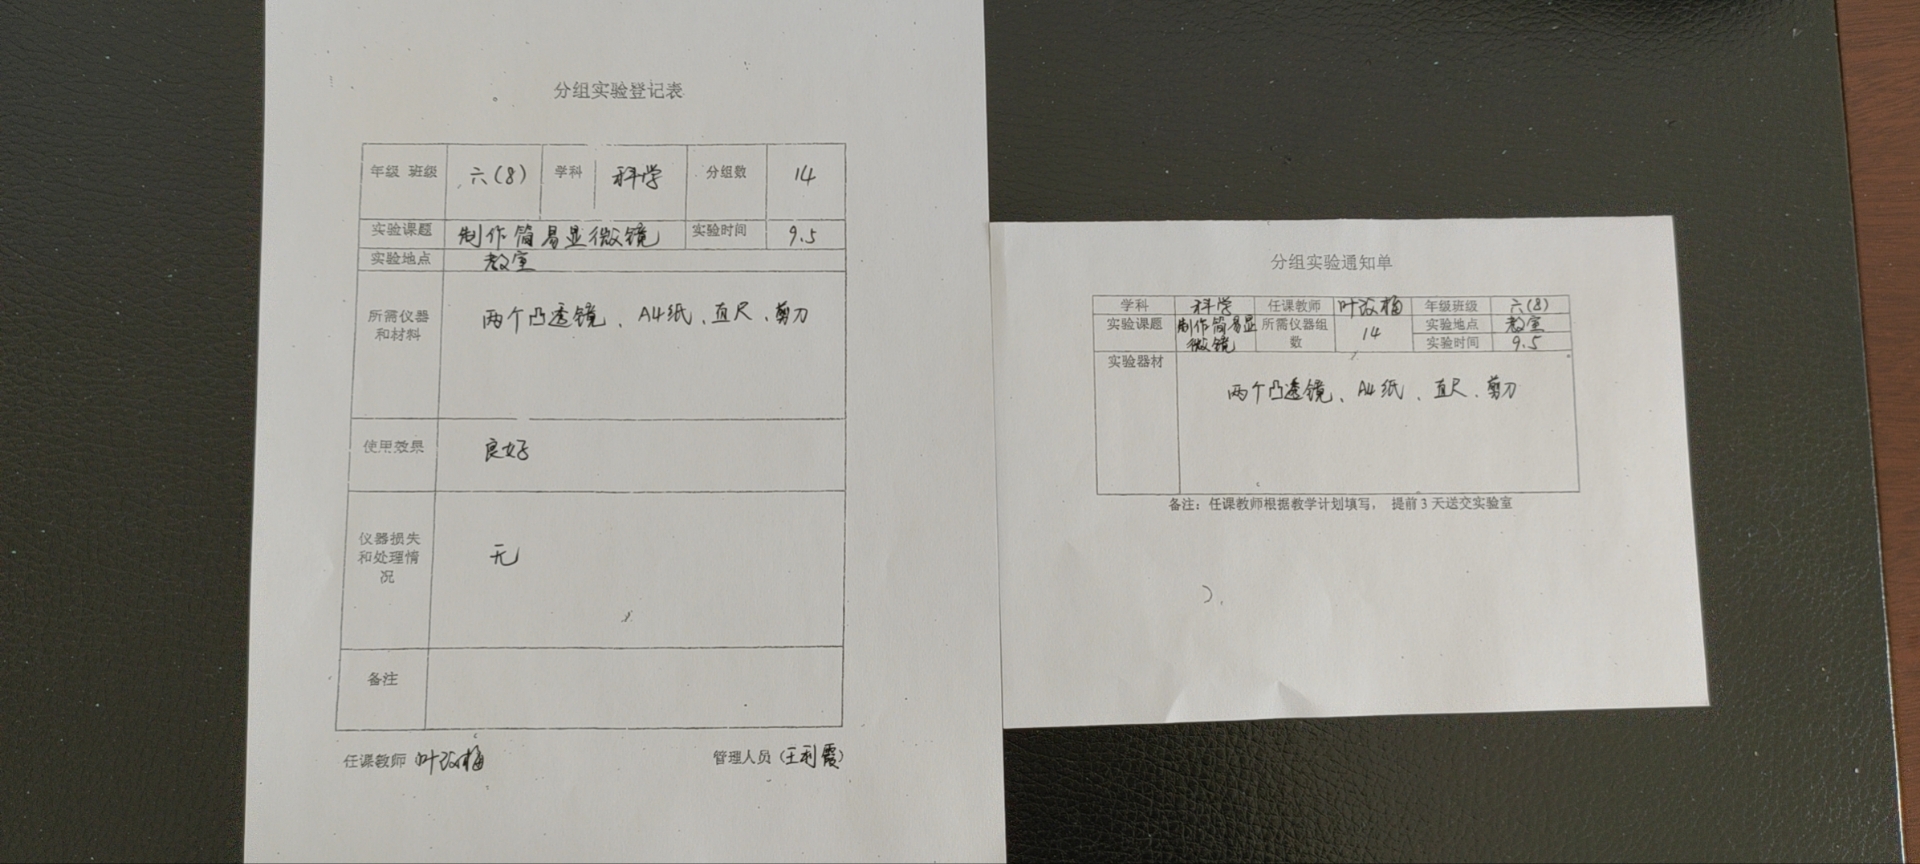 分组实验登记表
年级 班级 六(8) 学科 科学 分组数 14
实验课题 制作简易显微镜 实验时间 9.5
实验地点 教室
所需仪器 两个凸透镜、A4纸、直尺、剪刀
和材料
使用效果 良好
仪器损失
和处理情 无
况
备注
任课教师 叶改梅 管理人员 (王利霞)
分组实验通知单
学科 科学 任课教师 叶改梅 年级班级 六(8)
实验课题 制作简易显 所需仪器组 14 实验地点 教室
微镜 数 实验时间 9.5
实验器材
两个凸透镜、A4纸、直尺、剪刀
备注：任课教师根据教学计划填写， 提前3天送交实验室